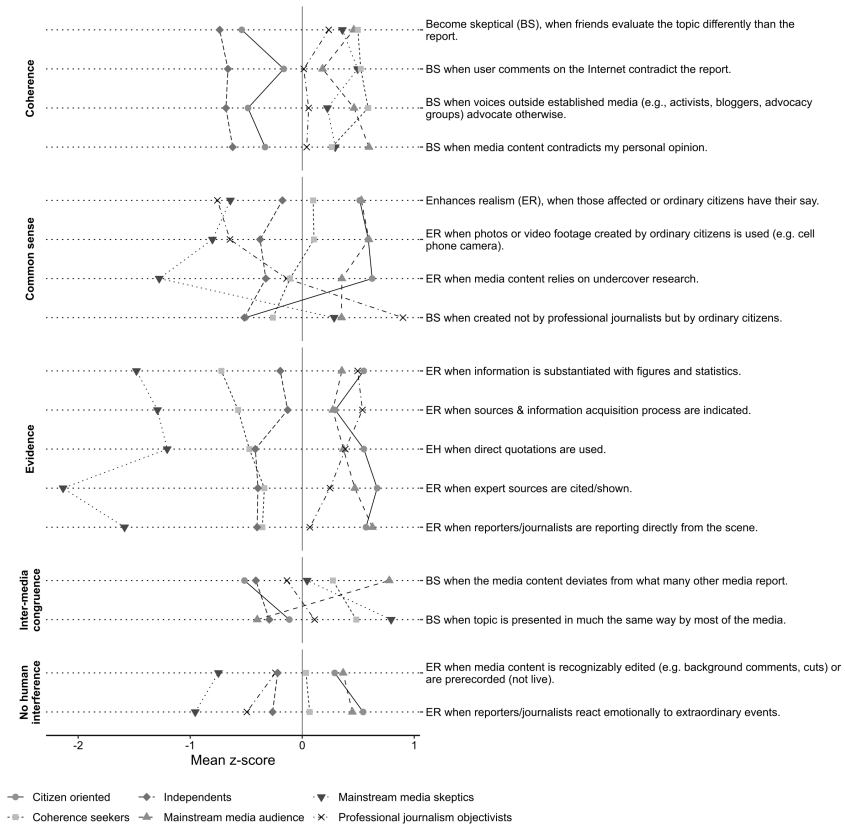 Coherence
Become skeptical (BS), when friends evaluate the topic differently than the
report.
BS when user comments on the Internet contradict the report.
BS when voices outside established media (e.g., activists, bloggers, advocacy
groups) advocate otherwise.
BS when media content contradicts my personal opinion.
Common sense
Enhances realism (ER), when those affected or ordinary citizens have their say.
ER when photos or video footage created by ordinary citizens is used (e.g. cell
phone camera).
ER when media content relies on undercover research.
BS when created not by professional journalists but by ordinary citizens.
Evidence
ER when information is substantiated with figures and statistics.
ER when sources & information acquisition process are indicated.
EH when direct quotations are used.
ER when expert sources are cited/shown.
ER when reporters/journalists are reporting directly from the scene.
Inter-media
congruence
BS when the media content deviates from what many other media report.
BS when topic is presented in much the same way by most of the media.
No human
interference
ER when media content is recognizably edited (e.g. background comments, cuts) or
are prerecorded (not live).
ER when reporters/journalists react emotionally to extraordinary events.
-2 -1 0 1
Mean z-score
Citizen oriented Independents Mainstream media skeptics
Coherence seekers Mainstream media audience Professional journalism objectivists